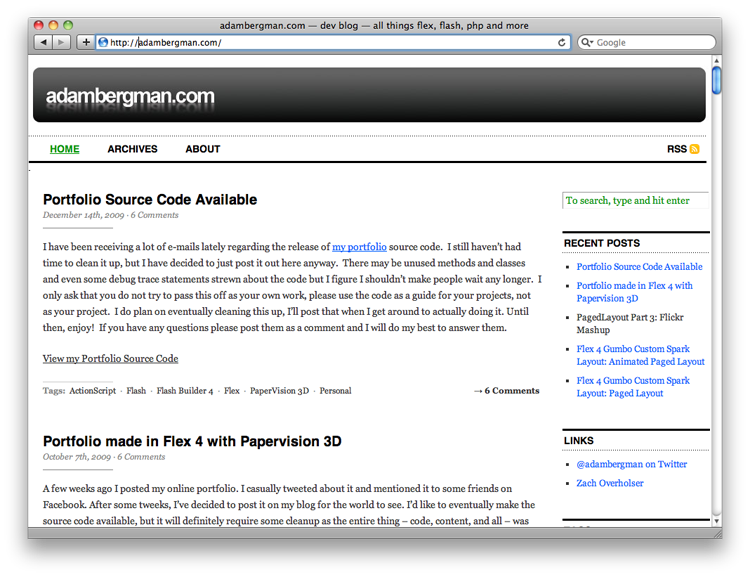 adambergman.com — dev blog — all things flex, flash, php and more
http://adambergman.com/
Google
adambergman.com
HOME ARCHIVES ABOUT RSS
Portfolio Source Code Available
December 14th, 2009 · 6 Comments
I have been receiving a lot of e-mails lately regarding the release of my portfolio source code. I still haven't had
time to clean it up, but I have decided to just post it out here anyway. There may be unused methods and classes
and even some debug trace statements strewn about the code but I figure I shouldn't make people wait any longer. I
only ask that you do not try to pass this off as your own work, please use the code as a guide for your projects, not
as your project. I do plan on eventually cleaning this up, I'll post that when I get around to actually doing it. Until
then, enjoy! If you have any questions please post them as a comment and I will do my best to answer them.
View my Portfolio Source Code
Tags: ActionScript · Flash · Flash Builder 4 · Flex · PaperVision 3D · Personal
→ 6 Comments
Portfolio made in Flex 4 with Papervision 3D
October 7th, 2009 · 6 Comments
A few weeks ago I posted my online portfolio. I casually tweeted about it and mentioned it to some friends on
Facebook. After some tweaks, I've decided to post it on my blog for the world to see. I'd like to eventually make the
source code available, but it will definitely require some cleanup as the entire thing – code, content, and all – was
To search, type and hit enter
RECENT POSTS
Portfolio Source Code Available
Portfolio made in Flex 4 with
Papervision 3D
PagedLayout Part 3: Flickr
Mashup
Flex 4 Gumbo Custom Spark
Layout: Animated Paged Layout
Flex 4 Gumbo Custom Spark
Layout: Paged Layout
LINKS
@adambergman on Twitter
Zach Overholser